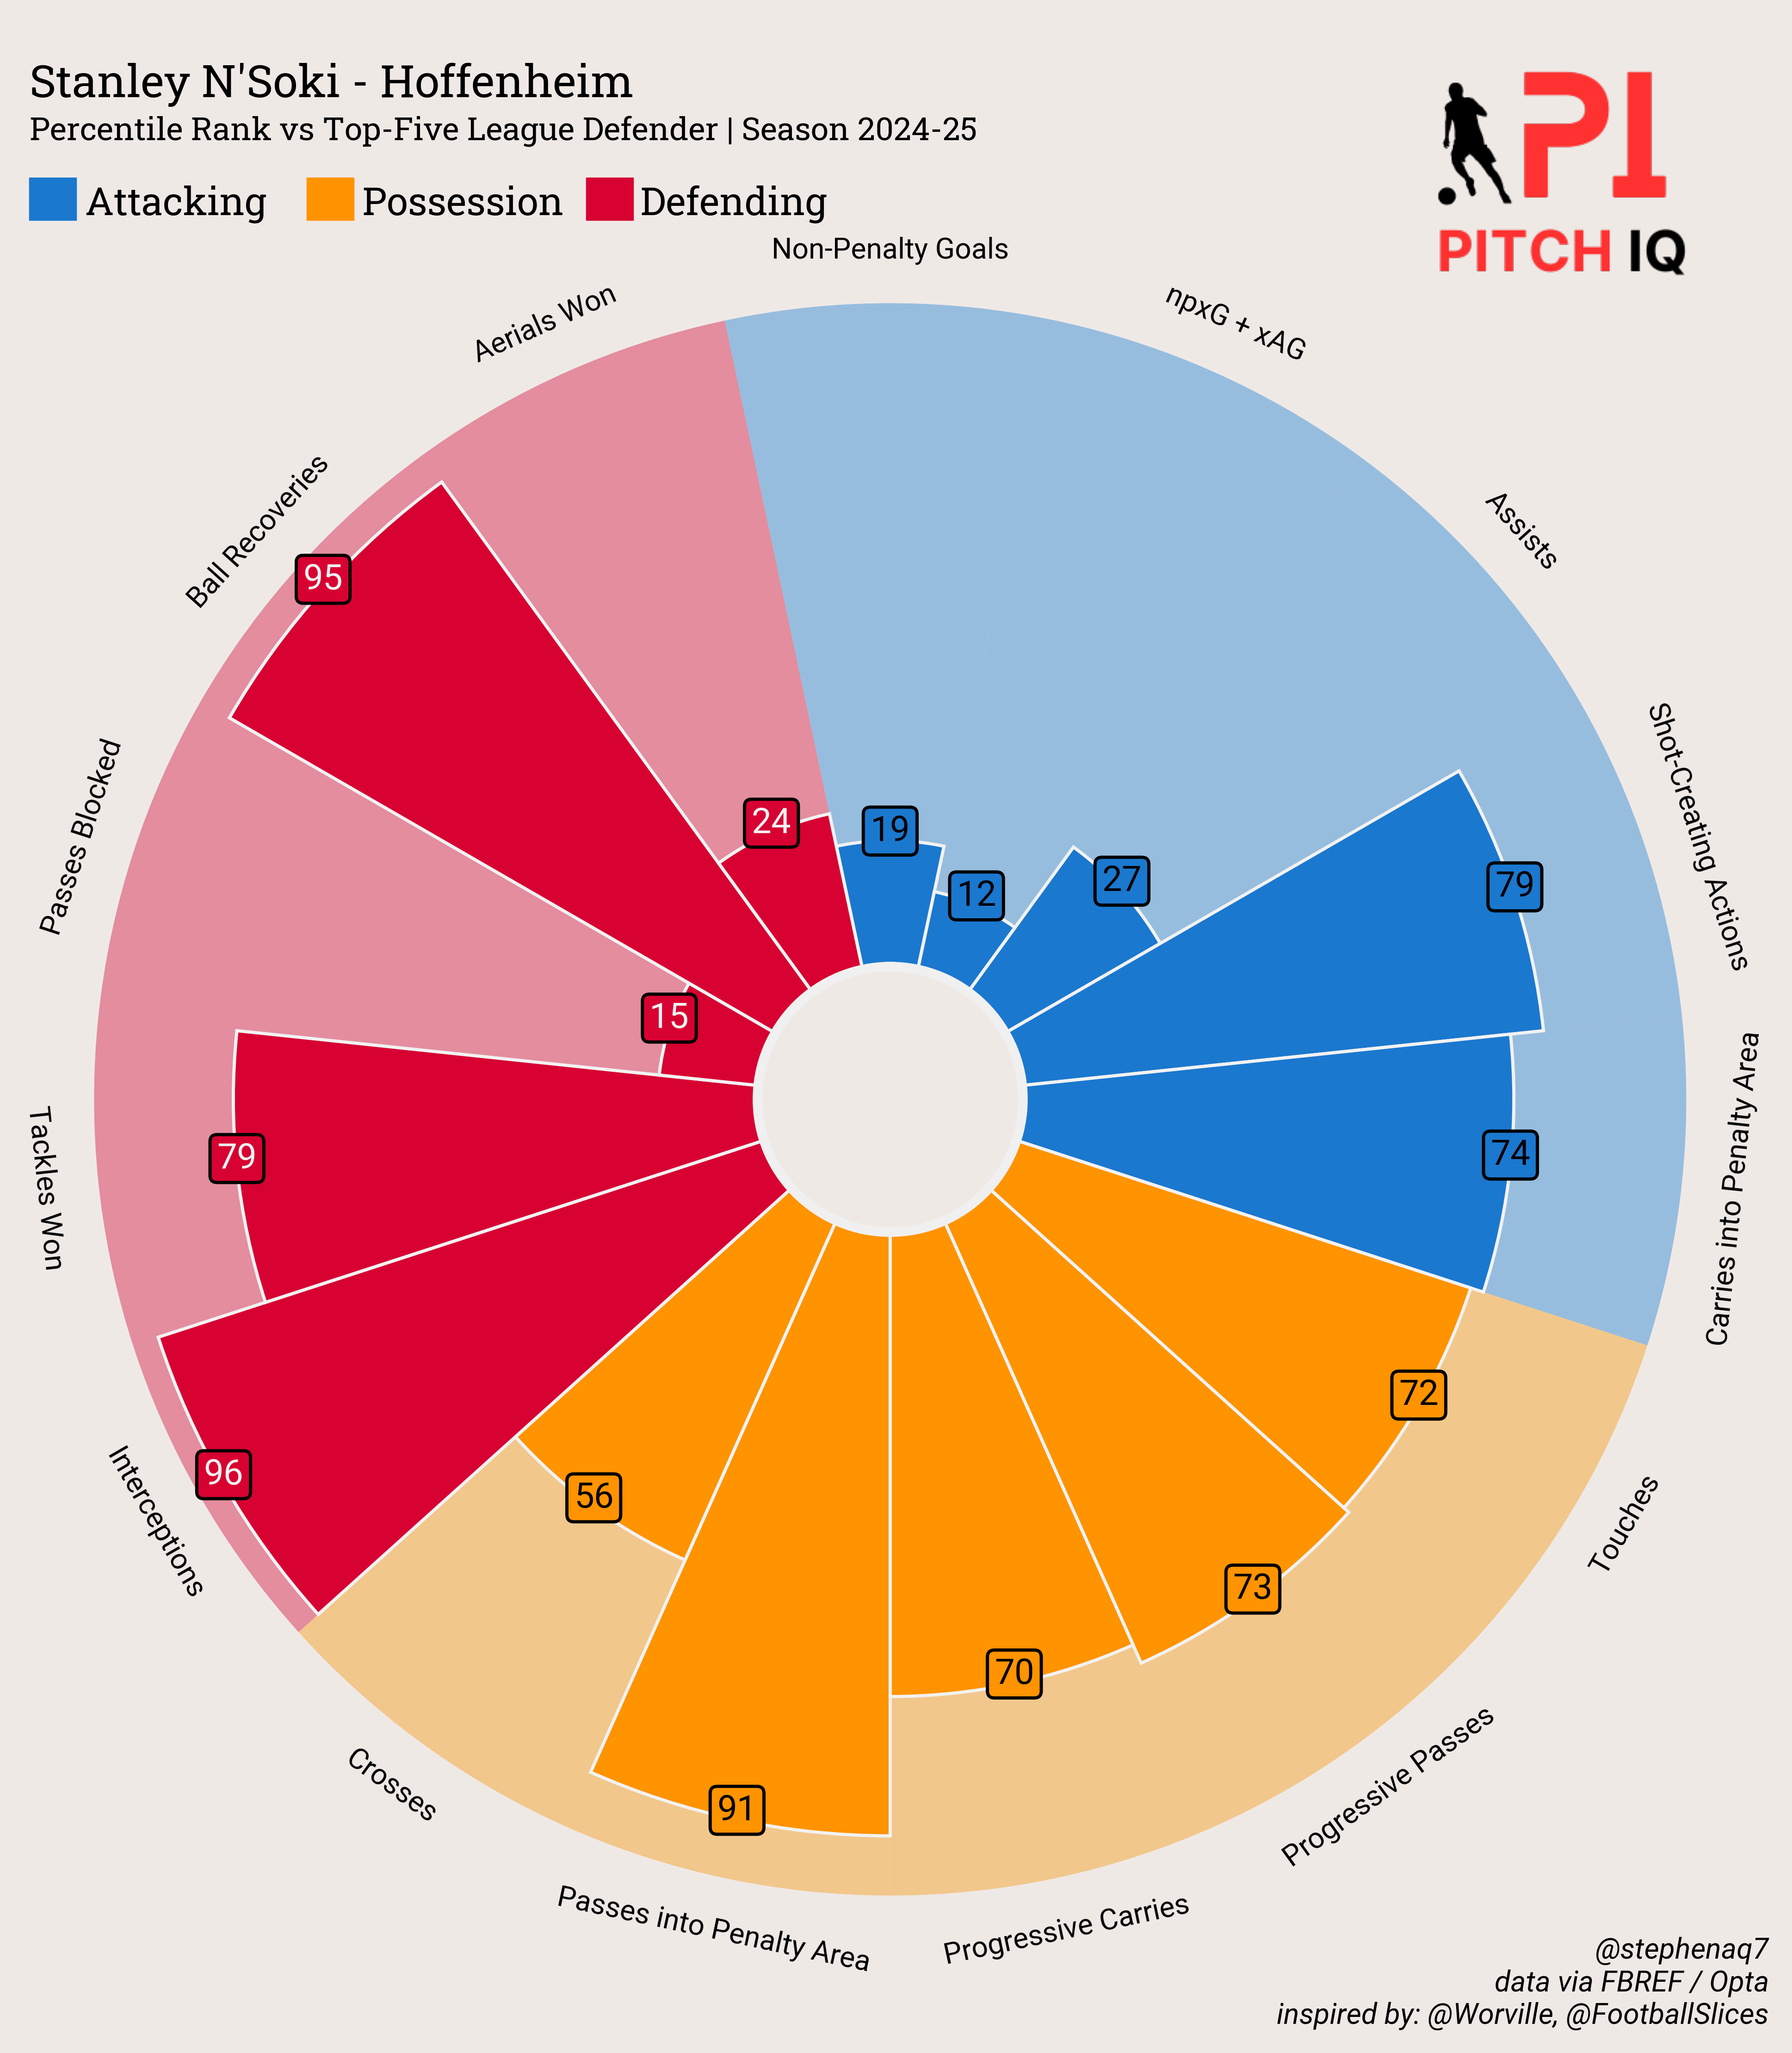 Stanley N'Soki - Hoffenheim
Percentile Rank vs Top-Five League Defender | Season 2024-25
Attacking
Possession
Defending
PI
PITCH IQ
Non-Penalty Goals
npxG + xAG
Assists
Shot-Creating Actions
Carries into Penalty Area
Touches
Progressive Passes
Progressive Carries
Passes into Penalty Area
Crosses
Interceptions
Tackles Won
Passes Blocked
Ball Recoveries
Aerials Won
19
12
27
79
74
72
73
70
91
56
96
79
15
95
24
@stephenaq7
data via FBREF / Opta
inspired by: @Worville, @FootballSlices